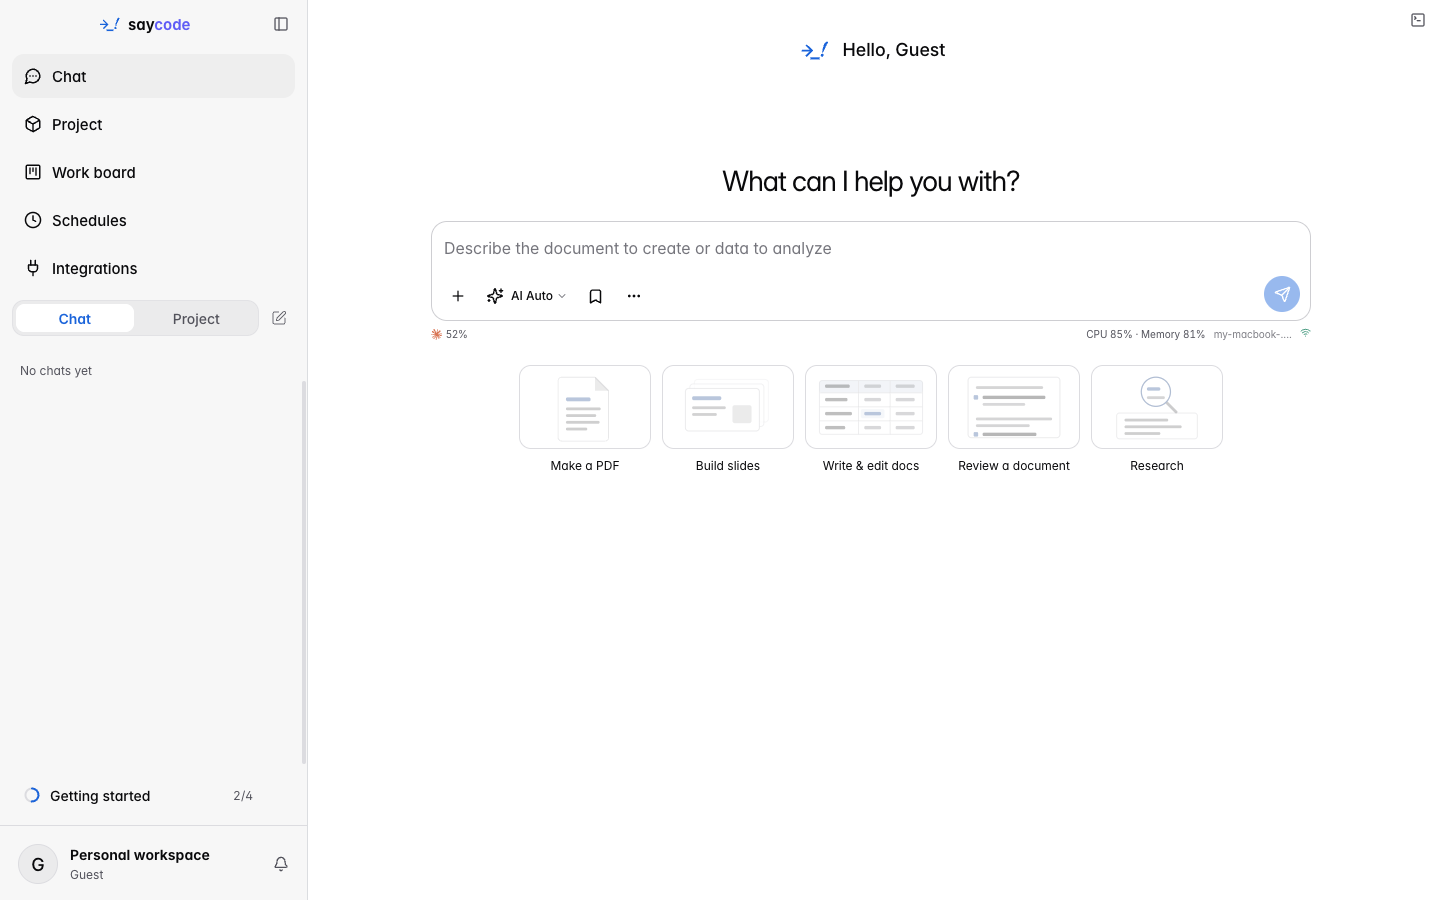 saycode
Chat
Project
Work board
Schedules
Integrations
Chat
Project
No chats yet
Getting started
2/4
G
Personal workspace
Guest
Hello, Guest
What can I help you with?
Describe the document to create or data to analyze
AI Auto
52%
CPU 85% · Memory 81% my-macbook-....
Make a PDF
Build slides
Write & edit docs
Review a document
Research